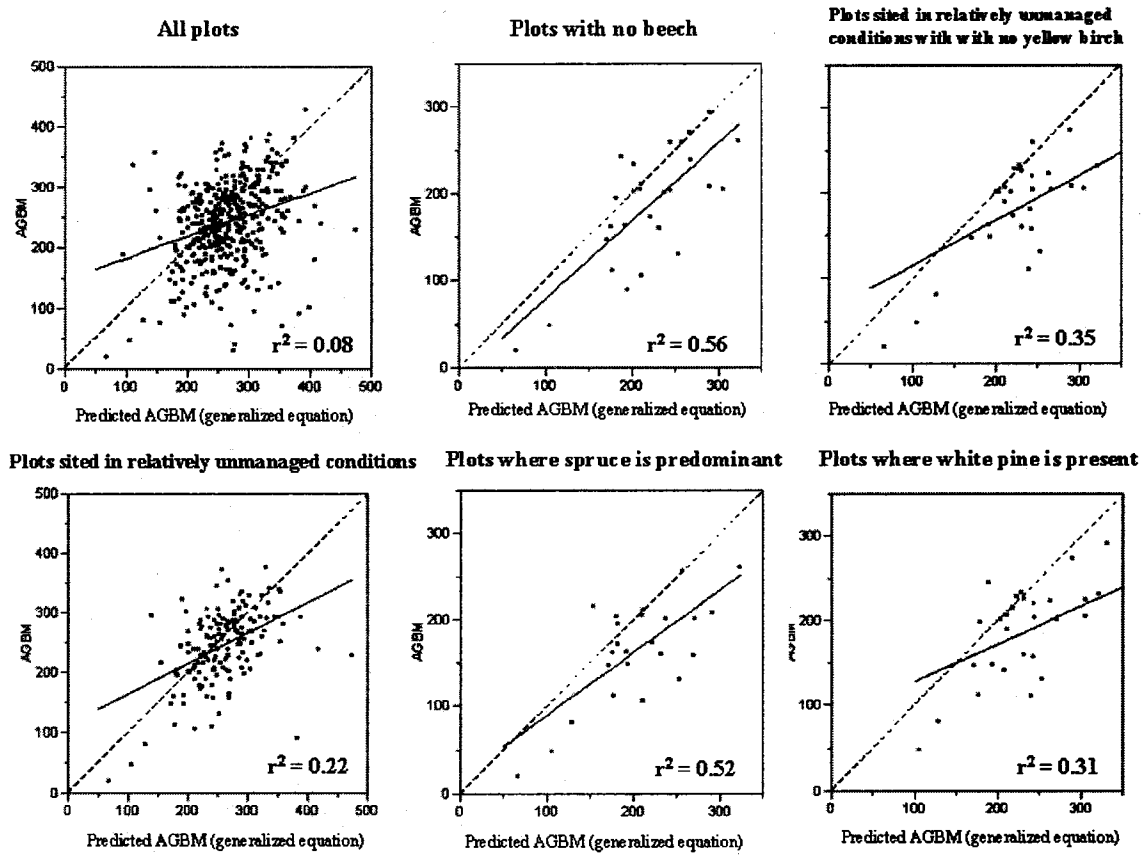 All plots
500
400
300
200
100
0
AGBM
r² = 0.08
0 100 200 300 400 500
Predicted AGBM (generalized equation)
Plots with no beech
300
200
100
0
AGBM
r² = 0.56
0 100 200 300
Predicted AGBM (generalized equation)
Plots sited in relatively unmanaged
conditions with with no yellow birch
r² = 0.35
0 100 200 300
Predicted AGBM (generalized equation)
Plots sited in relatively unmanaged conditions
500
400
300
200
100
0
AGBM
r² = 0.22
0 100 200 300 400 500
Predicted AGBM (generalized equation)
Plots where spruce is predominant
300
200
100
0
AGBM
r² = 0.52
0 100 200 300
Predicted AGBM (generalized equation)
Plots where white pine is present
300
200
100
0
r² = 0.31
0 100 200 300
Predicted AGBM (generalized equation)